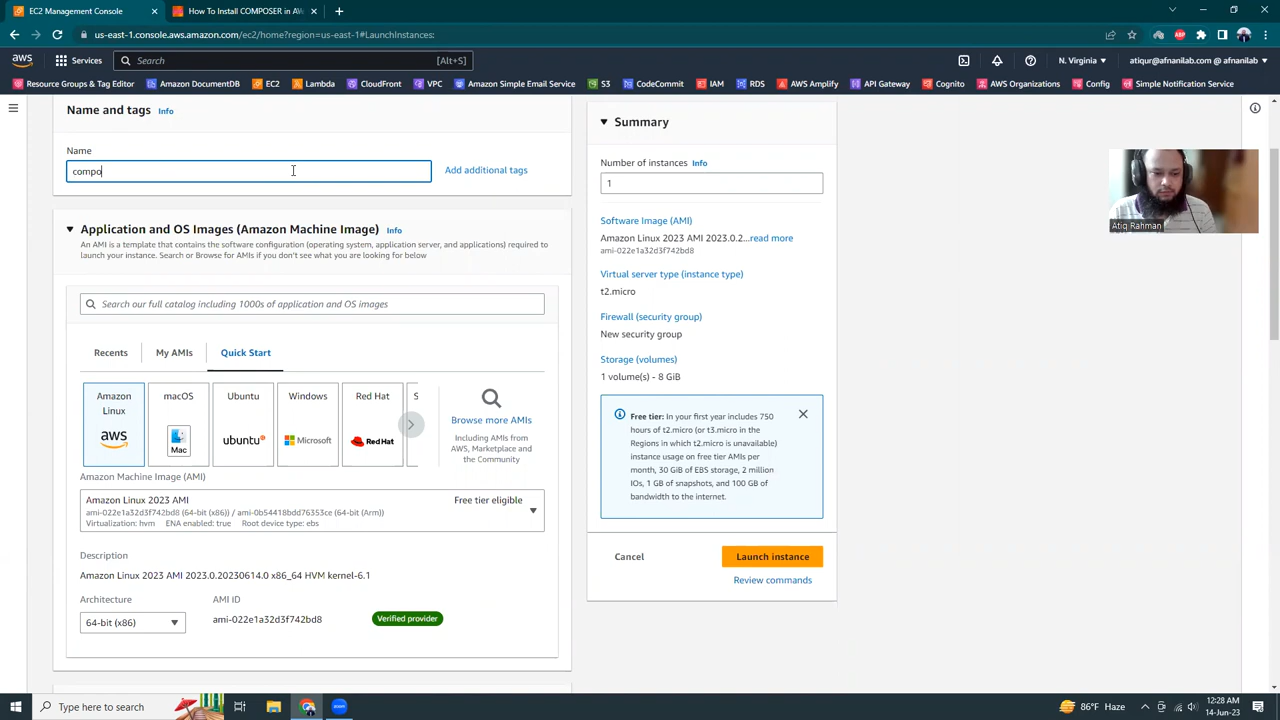 EC2 Management Console
How To Install COMPOSER in AW
us-east-1.console.aws.amazon.com/ec2/home?region=us-east-1#LaunchInstances:
aws
Services
Search
[Alt+S]
N. Virginia
atiqur@afnanilab.com @ afnanilab
Resource Groups & Tag Editor
Amazon DocumentDB
EC2
Lambda
CloudFront
VPC
Amazon Simple Email Service
S3
CodeCommit
IAM
RDS
AWS Amplify
API Gateway
Cognito
AWS Organizations
Config
Simple Notification Service
Name and tags Info
Name
compo
Add additional tags
Application and OS Images (Amazon Machine Image) Info
An AMI is a template that contains the software configuration (operating system, application server, and applications) required to
launch your instance. Search or Browse for AMIs if you don't see what you are looking for below
Search our full catalog including 1000s of application and OS images
Recents
My AMIs
Quick Start
Amazon
Linux
aws
macOS
Mac
Ubuntu
ubuntu
Windows
Microsoft
Red Hat
Red Hat
S
Browse more AMIs
Including AMIs from
AWS, Marketplace and
the Community
Amazon Machine Image (AMI)
Amazon Linux 2023 AMI
Free tier eligible
ami-022e1a32d3f742bd8 (64-bit (x86)) / ami-0b54418bdd76353ce (64-bit (Arm))
Virtualization: hvm ENA enabled: true Root device type: ebs
Description
Amazon Linux 2023 AMI 2023.0.20230614.0 x86_64 HVM kernel-6.1
Architecture
AMI ID
64-bit (x86)
ami-022e1a32d3f742bd8
Verified provider
Summary
Number of instances Info
1
Software Image (AMI)
Amazon Linux 2023 AMI 2023.0.2...read more
ami-022e1a32d3f742bd8
Virtual server type (instance type)
t2.micro
Firewall (security group)
New security group
Storage (volumes)
1 volume(s) - 8 GiB
Free tier: In your first year includes 750
hours of t2.micro (or t3.micro in the
Regions in which t2.micro is unavailable)
instance usage on free tier AMIs per
month, 30 GiB of EBS storage, 2 million
IOs, 1 GB of snapshots, and 100 GB of
bandwidth to the internet.
Cancel
Launch instance
Review commands
Atiq Rahman
Type here to search
zoom
86°F Haze
12:28 AM
14-Jun-23